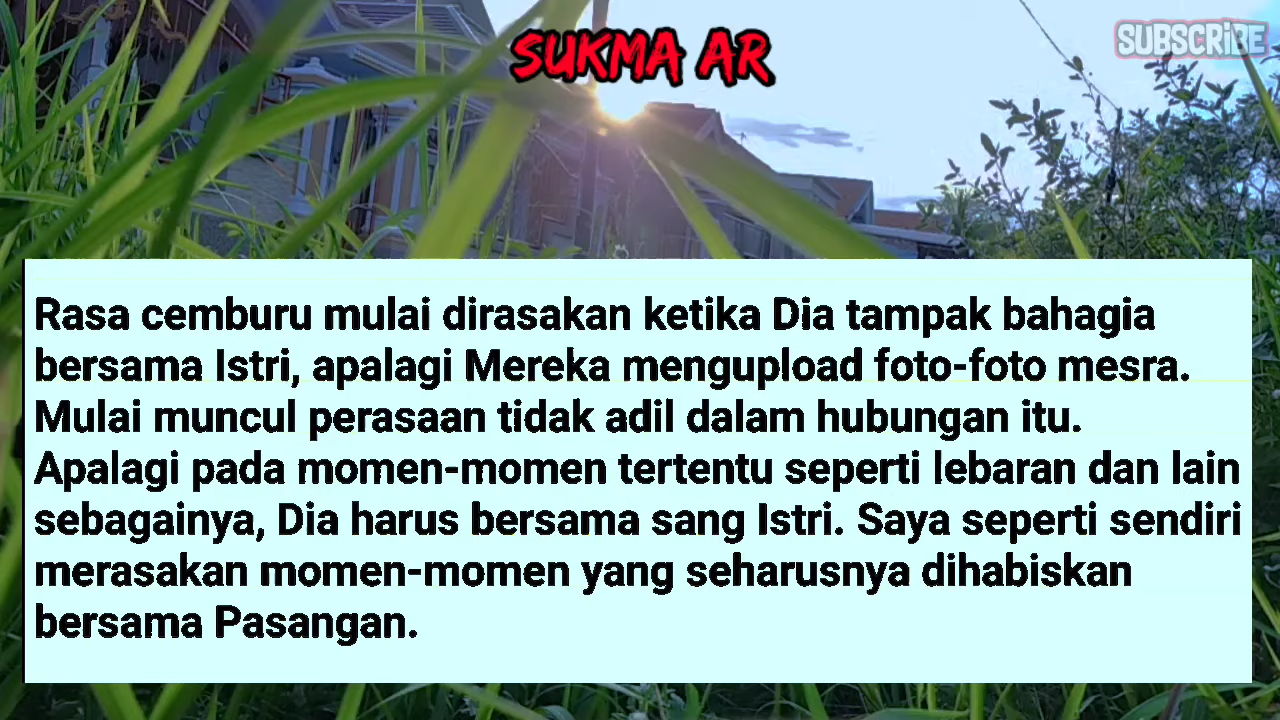 SUKMA AR
SUBSCRiBE
Rasa cemburu mulai dirasakan ketika Dia tampak bahagia
bersama Istri, apalagi Mereka mengupload foto-foto mesra.
Mulai muncul perasaan tidak adil dalam hubungan itu.
Apalagi pada momen-momen tertentu seperti lebaran dan lain
sebagainya, Dia harus bersama sang Istri. Saya seperti sendiri
merasakan momen-momen yang seharusnya dihabiskan
bersama Pasangan.